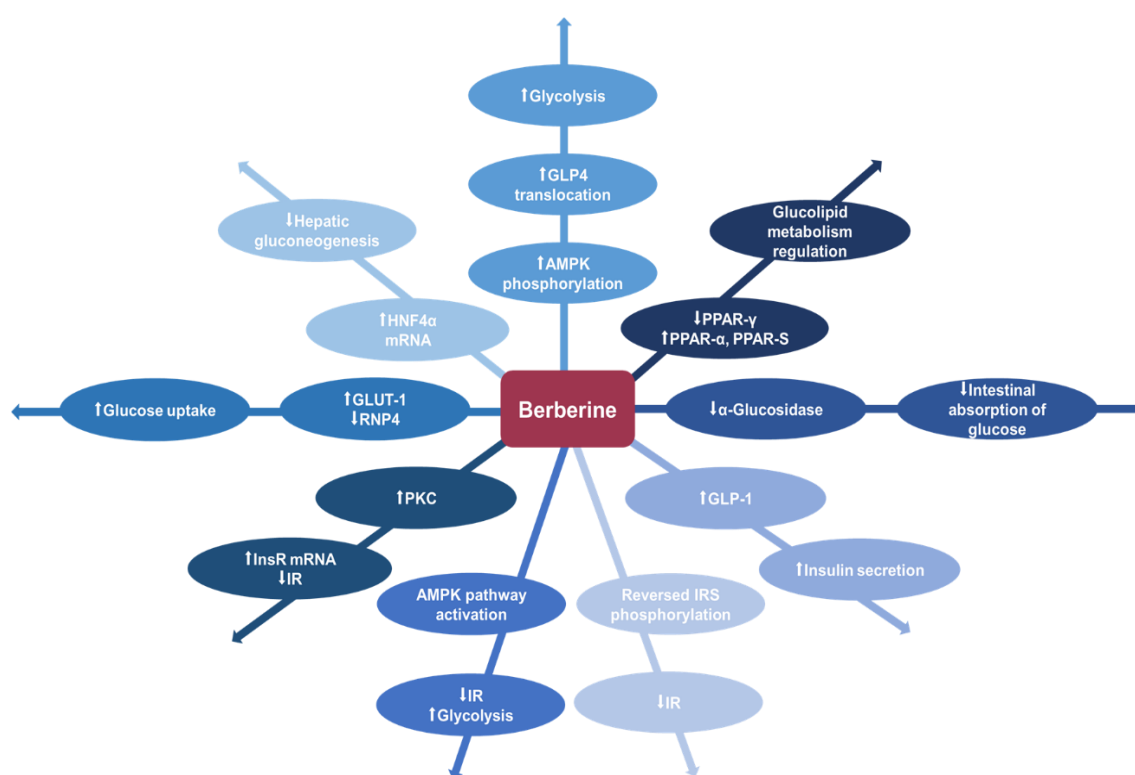 ↑Glycolysis
↑GLP4
translocation
↑AMPK
phosphorylation
↓Hepatic
gluconeogenesis
↑HNF4α
mRNA
Glucolipid
metabolism
regulation
↓PPAR-γ
↑PPAR-α, PPAR-S
↑Glucose uptake
↑GLUT-1
↓RNP4
Berberine
↓α-Glucosidase
↓Intestinal
absorption of
glucose
↑PKC
↑InsR mRNA
↓IR
↑GLP-1
↑Insulin secretion
AMPK pathway
activation
↓IR
↑Glycolysis
Reversed IRS
phosphorylation
↓IR